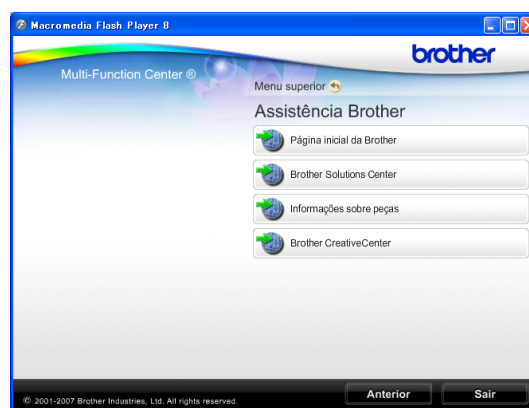 Macromedia Flash Player 8
brother
Multi-Function Center ®
Menu superior
Assistência Brother
Página inicial da Brother
Brother Solutions Center
Informações sobre peças
Brother CreativeCenter
© 2001-2007 Brother Industries, Ltd. All rights reserved.
Anterior
Sair